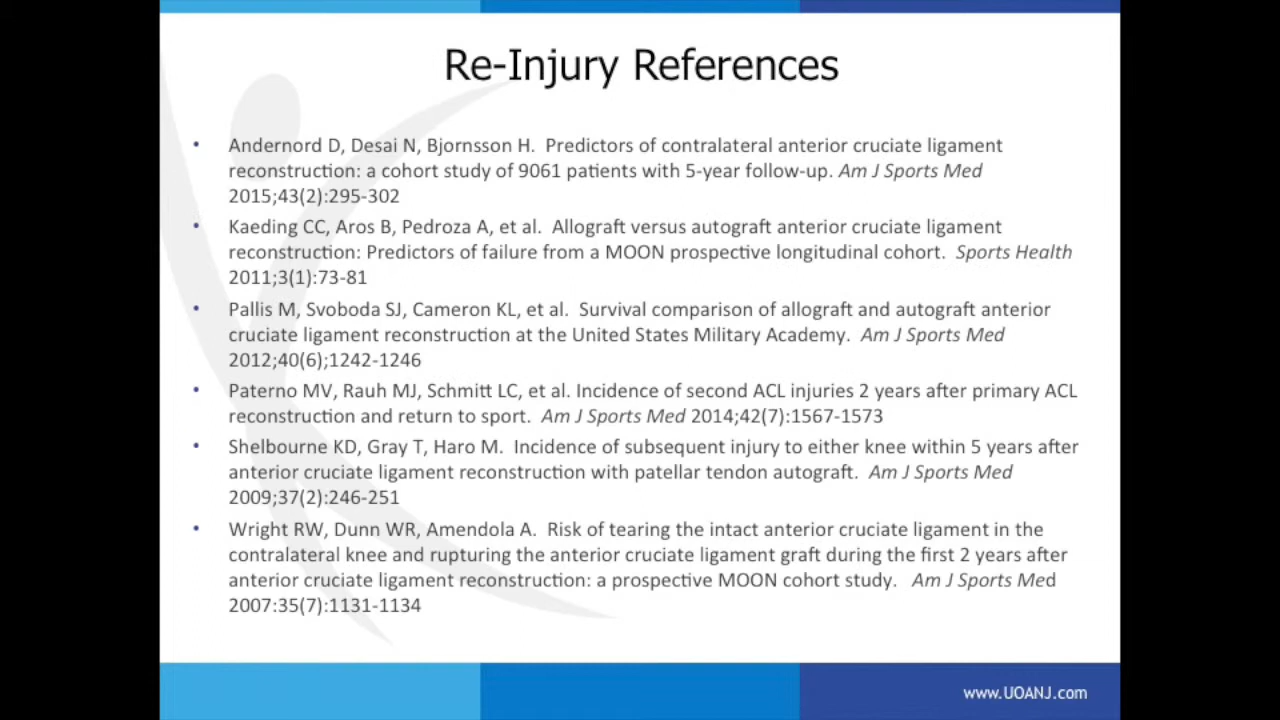 Re-Injury References
• Andernord D, Desai N, Bjornsson H.  Predictors of contralateral anterior cruciate ligament
reconstruction: a cohort study of 9061 patients with 5-year follow-up. Am J Sports Med
2015;43(2):295-302
• Kaeding CC, Aros B, Pedroza A, et al.  Allograft versus autograft anterior cruciate ligament
reconstruction: Predictors of failure from a MOON prospective longitudinal cohort.  Sports Health
2011;3(1):73-81
• Pallis M, Svoboda SJ, Cameron KL, et al.  Survival comparison of allograft and autograft anterior
cruciate ligament reconstruction at the United States Military Academy.  Am J Sports Med
2012;40(6);1242-1246
• Paterno MV, Rauh MJ, Schmitt LC, et al. Incidence of second ACL injuries 2 years after primary ACL
reconstruction and return to sport.  Am J Sports Med 2014;42(7):1567-1573
• Shelbourne KD, Gray T, Haro M.  Incidence of subsequent injury to either knee within 5 years after
anterior cruciate ligament reconstruction with patellar tendon autograft.  Am J Sports Med
2009;37(2):246-251
• Wright RW, Dunn WR, Amendola A.  Risk of tearing the intact anterior cruciate ligament in the
contralateral knee and rupturing the anterior cruciate ligament graft during the first 2 years after
anterior cruciate ligament reconstruction: a prospective MOON cohort study.   Am J Sports Med
2007:35(7):1131-1134
www.UOANJ.com